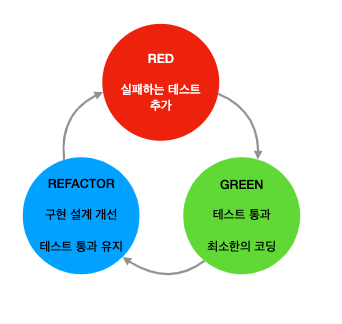 RED
실패하는 테스트
추가
REFACTOR
구현 설계 개선
테스트 통과 유지
GREEN
테스트 통과
최소한의 코딩